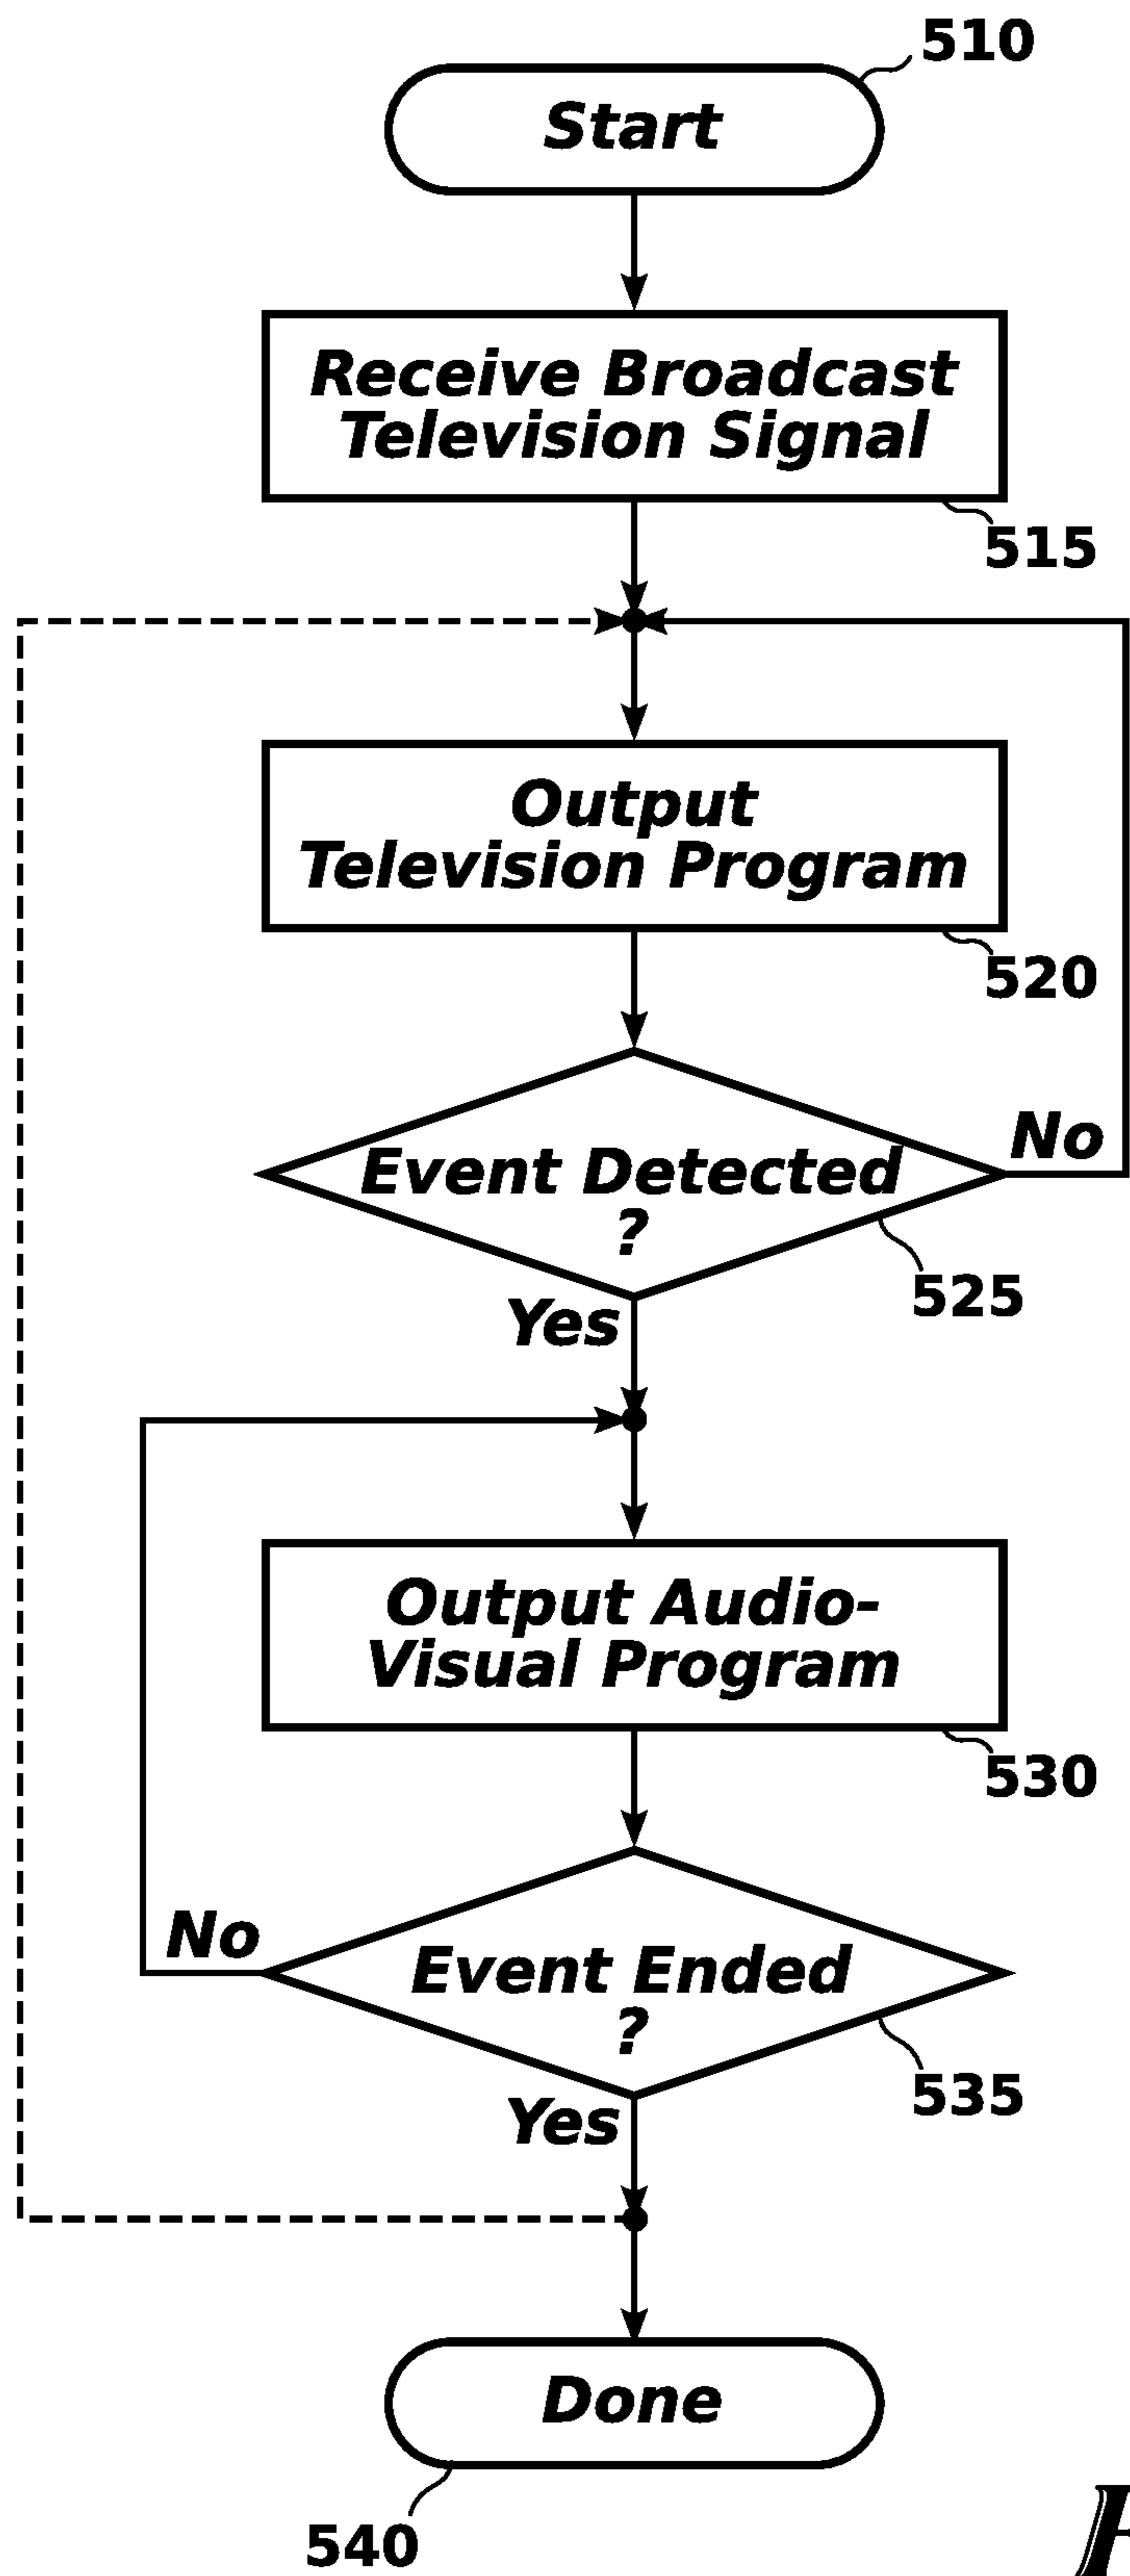 510
Start
Receive Broadcast
Television Signal
515
Output
Television Program
520
No
Event Detected
?
525
Yes
Output Audio-
Visual Program
530
No
Event Ended
?
535
Yes
Done
540